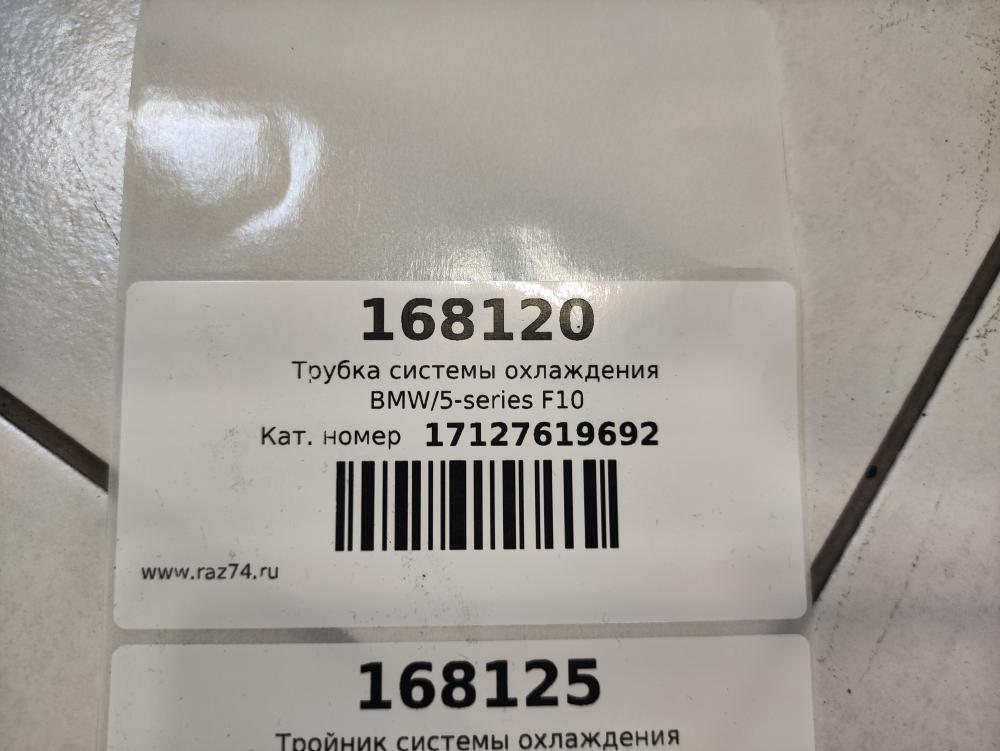 168120
Трубка системы охлаждения
BMW/5-series F10
Кат. номер 17127619692
www.raz74.ru
168125
Тройник системы охлаждения